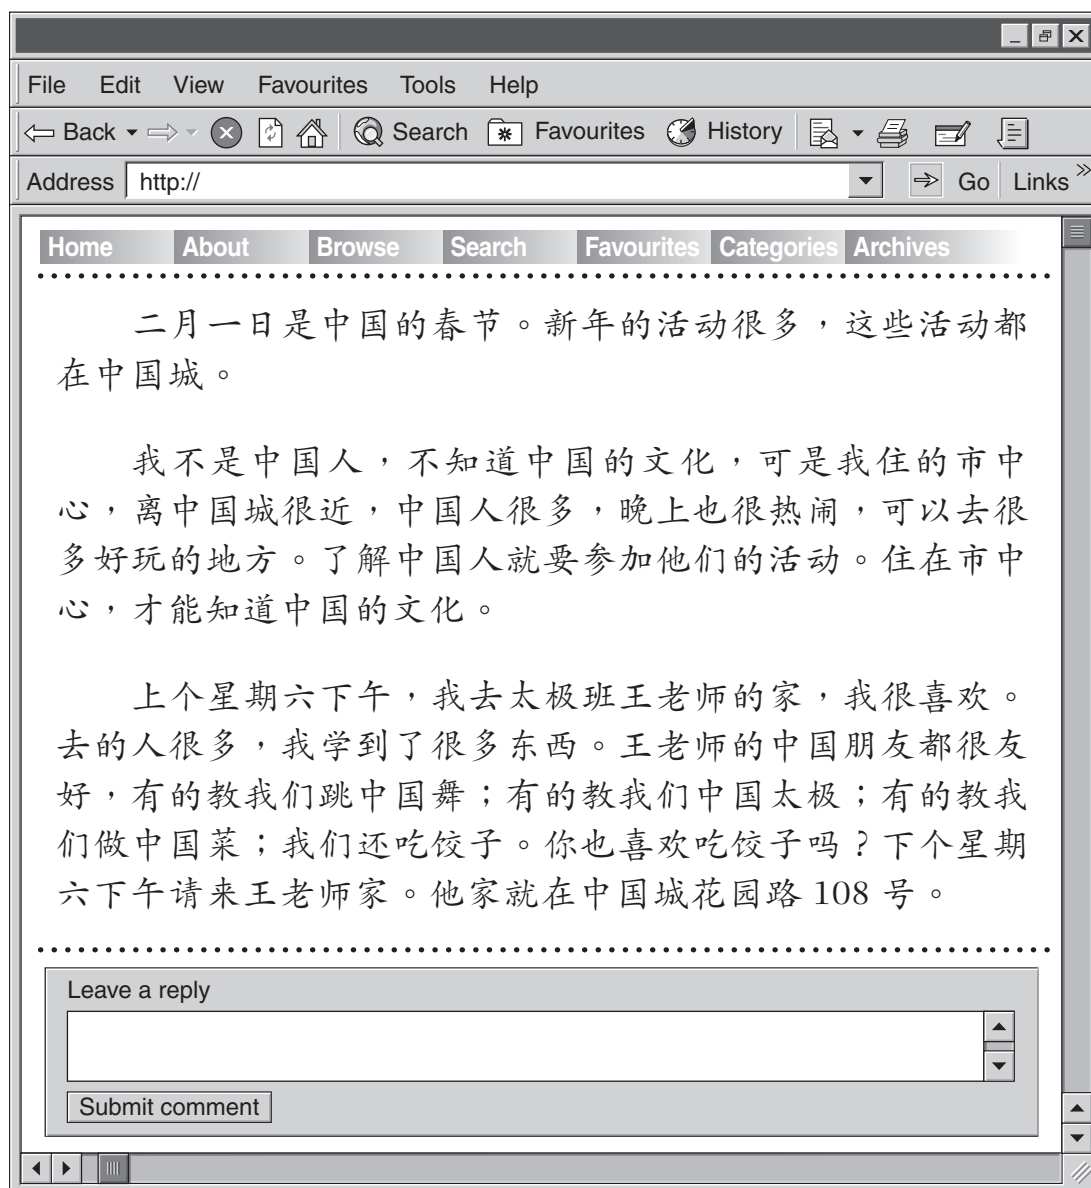 File Edit View Favourites Tools Help
Back Search Favourites History
Address http:// Go Links »
Home About Browse Search Favourites Categories Archives
二月一日是中国的春节。新年的活动很多，这些活动都
在中国城。
我不是中国人，不知道中国的文化，可是我住的市中
心，离中国城很近，中国人很多，晚上也很热闹，可以去很
多好玩的地方。了解中国人就要参加他们的活动。住在市中
心，才能知道中国的文化。
上个星期六下午，我去太极班王老师的家，我很喜欢。
去的人很多，我学到了很多东西。王老师的中国朋友都很友
好，有的教我们跳中国舞；有的教我们中国太极；有的教我
们做中国菜；我们还吃饺子。你也喜欢吃饺子吗？下个星期
六下午请来王老师家。他家就在中国城花园路 108 号。
Leave a reply
Submit comment